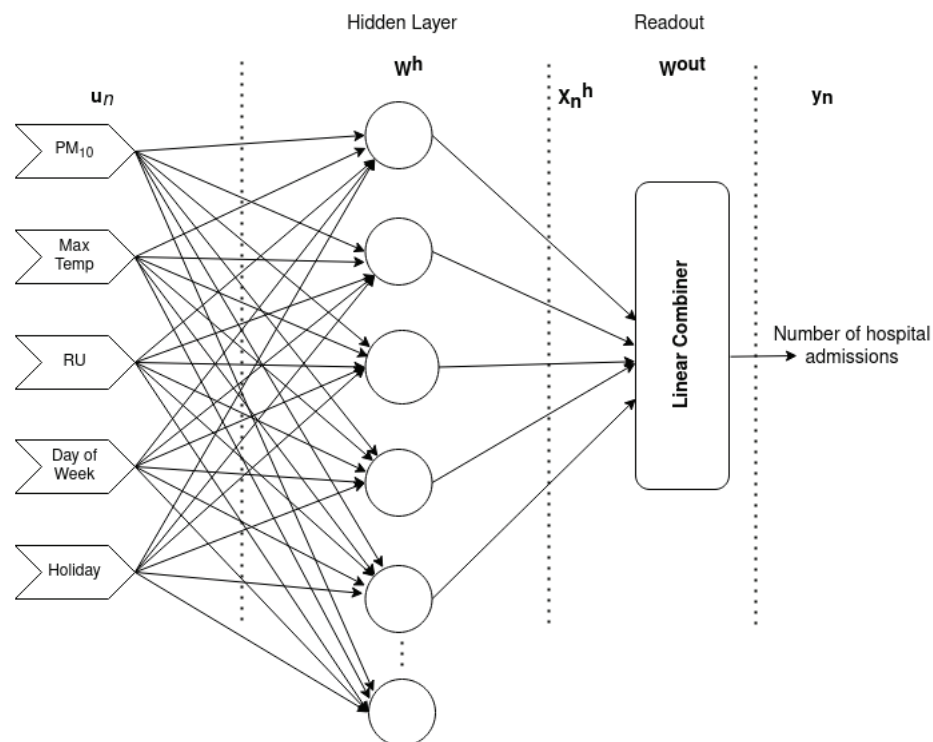 Hidden Layer
Readout
Wʰ
Wᵒᵘᵗ
uₙ
Xₙʰ
yₙ
PM₁₀
Max
Temp
RU
Day of
Week
Holiday
Linear Combiner
Number of hospital
admissions